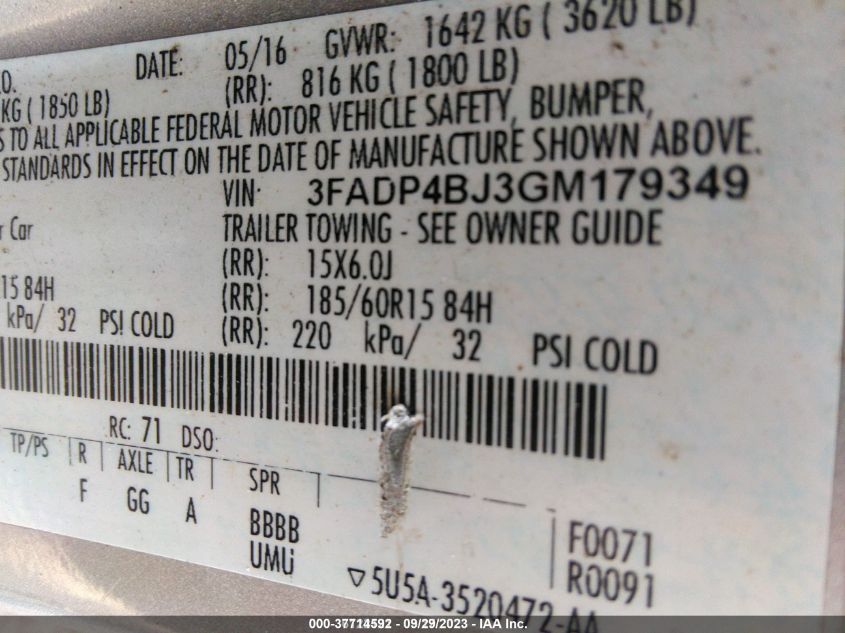 O. DATE: 05/16 GVWR: 1642 KG ( 3620 LB)
KG ( 1850 LB) (RR): 816 KG ( 1800 LB)
S TO ALL APPLICABLE FEDERAL MOTOR VEHICLE SAFETY, BUMPER,
STANDARDS IN EFFECT ON THE DATE OF MANUFACTURE SHOWN ABOVE.
VIN: 3FADP4BJ3GM179349
r Car TRAILER TOWING - SEE OWNER GUIDE
(RR): 15X6.0J
15 84H (RR): 185/60R15 84H
kPa/ 32 PSI COLD (RR): 220 kPa/ 32 PSI COLD
RC: 71 DSO:
TP/PS R AXLE TR SPR
F GG A BBBB F0071
UMU R0091
▽5U5A-3520472-AA
000-37714592 - 09/29/2023 - IAA Inc.